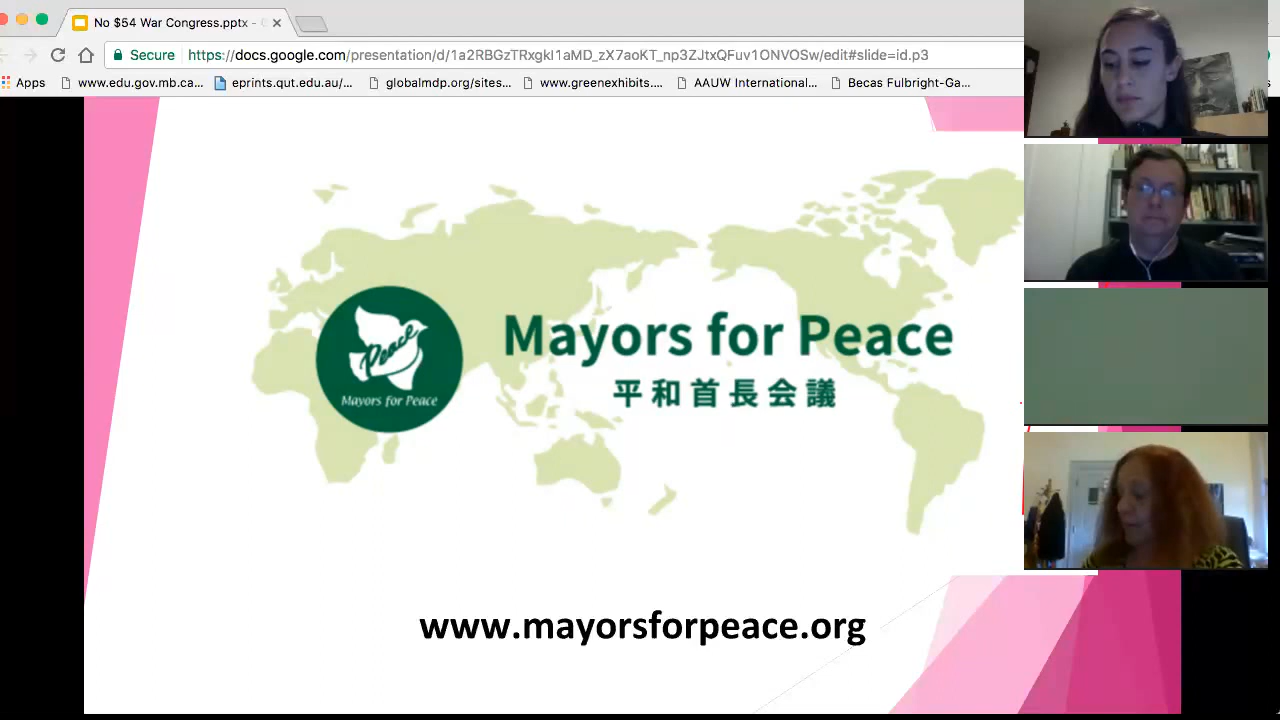 No $54 War Congress.pptx -
Secure https://docs.google.com/presentation/d/1a2RBGzTRxgkI1aMD_zX7aoKT_np3ZJtxQFuv1ONVOSw/edit#slide=id.p3
Apps www.edu.gov.mb.ca... eprints.qut.edu.au/... globalmdp.org/sites... www.greenexhibits.... AAUW International... Becas Fulbright-Ga...
Mayors for Peace
平和首長会議
Peace
Mayors for Peace
www.mayorsforpeace.org